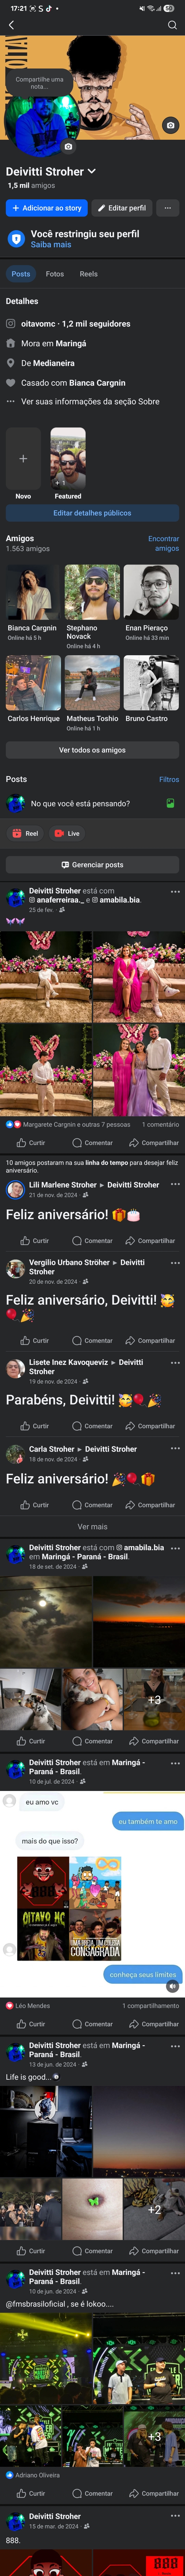 17:21
Compartilhe uma
nota...
Deivitti Stroher
1,5 mil amigos
+ Adicionar ao story
Editar perfil
Você restringiu seu perfil
Saiba mais
Posts
Fotos
Reels
Detalhes
oitavomc · 1,2 mil seguidores
Mora em Maringá
De Medianeira
Casado com Bianca Cargnin
Ver suas informações da seção Sobre
Novo
Featured
Editar detalhes públicos
Amigos
1.563 amigos
Encontrar
amigos
Bianca Cargnin
Online há 5 h
Stephano
Novack
Online há 4 h
Enan Pieraço
Online há 33 min
Carlos Henrique
Matheus Toshio
Online há 1 h
Bruno Castro
Ver todos os amigos
Posts
Filtros
No que você está pensando?
Reel
Live
Gerenciar posts
Deivitti Stroher está com
anaferreiraa._ e amabila.bia.
25 de fev.
Margarete Cargnin e outras 7 pessoas
1 comentário
Curtir
Comentar
Compartilhar
10 amigos postaram na sua linha do tempo para desejar feliz
aniversário.
Lili Marlene Stroher ▸ Deivitti Stroher
21 de nov. de 2024
Feliz aniversário! 🎁🎂
Curtir
Comentar
Compartilhar
Vergilio Urbano Ströher ▸ Deivitti
Stroher
20 de nov. de 2024
Feliz aniversário, Deivitti! 🥳
🎈🎉
Curtir
Comentar
Compartilhar
Lisete Inez Kavoqueviz ▸ Deivitti
Stroher
19 de nov. de 2024
Parabéns, Deivitti! 🥳🎈🎉
Curtir
Comentar
Compartilhar
Carla Stroher ▸ Deivitti Stroher
18 de nov. de 2024
Feliz aniversário! 🎉🎈🎁
Curtir
Comentar
Compartilhar
Ver mais
Deivitti Stroher está com amabila.bia
em Maringá - Paraná - Brasil.
18 de set. de 2024
+3
Curtir
Comentar
Compartilhar
Deivitti Stroher está em Maringá -
Paraná - Brasil.
10 de jul. de 2024
eu amo vc
eu também te amo
mais do que isso?
888
OITAVO MC
CONSAGRADA
conheça seus limites
Léo Mendes
1 compartilhamento
Curtir
Comentar
Compartilhar
Deivitti Stroher está em Maringá -
Paraná - Brasil.
13 de jun. de 2024
Life is good...
+2
Curtir
Comentar
Compartilhar
Deivitti Stroher está em Maringá -
Paraná - Brasil.
10 de jun. de 2024
@fmsbrasiloficial , se é lokoo....
+3
Adriano Oliveira
Curtir
Comentar
Compartilhar
Deivitti Stroher
15 de mar. de 2024
888.
888